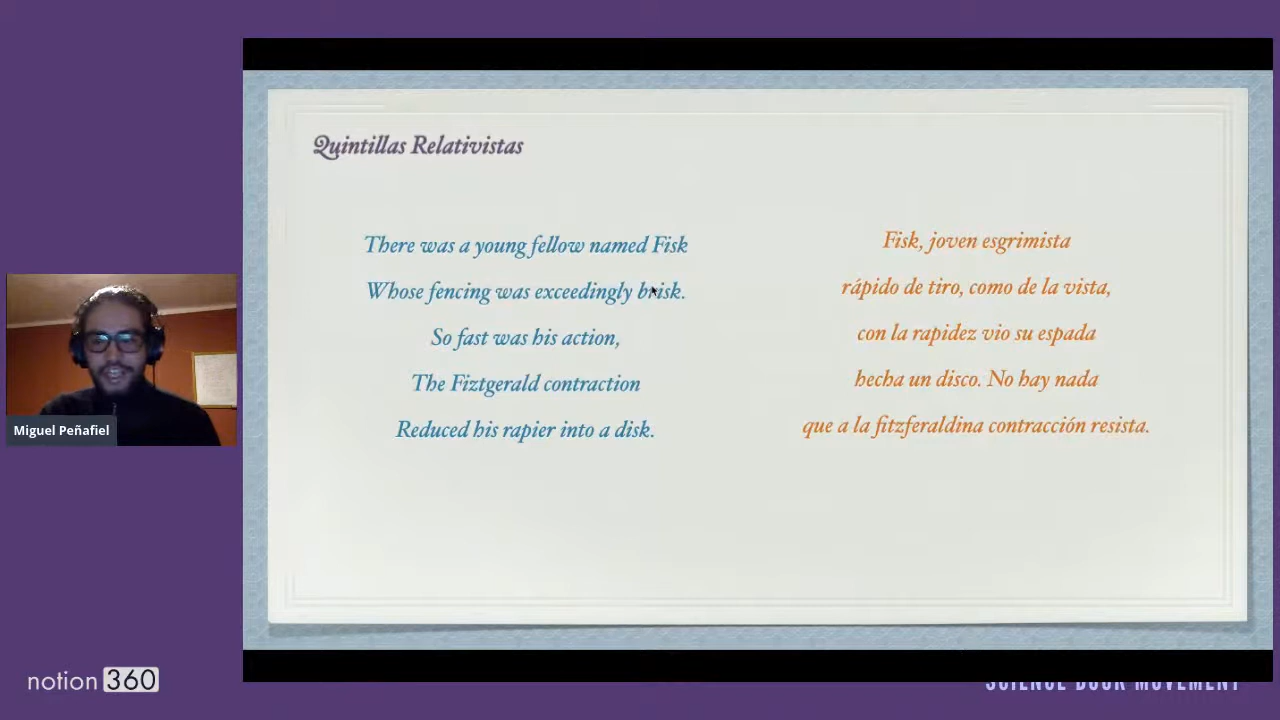 Quintillas Relativistas
There was a young fellow named Fisk
Whose fencing was exceedingly brisk.
So fast was his action,
The Fiztgerald contraction
Reduced his rapier into a disk.
Fisk, joven esgrimista
rápido de tiro, como de la vista,
con la rapidez vio su espada
hecha un disco. No hay nada
que a la fitzferaldina contracción resista.
Miguel Peñafiel
notion 360
SCIENCE BOOK MOVEMENT